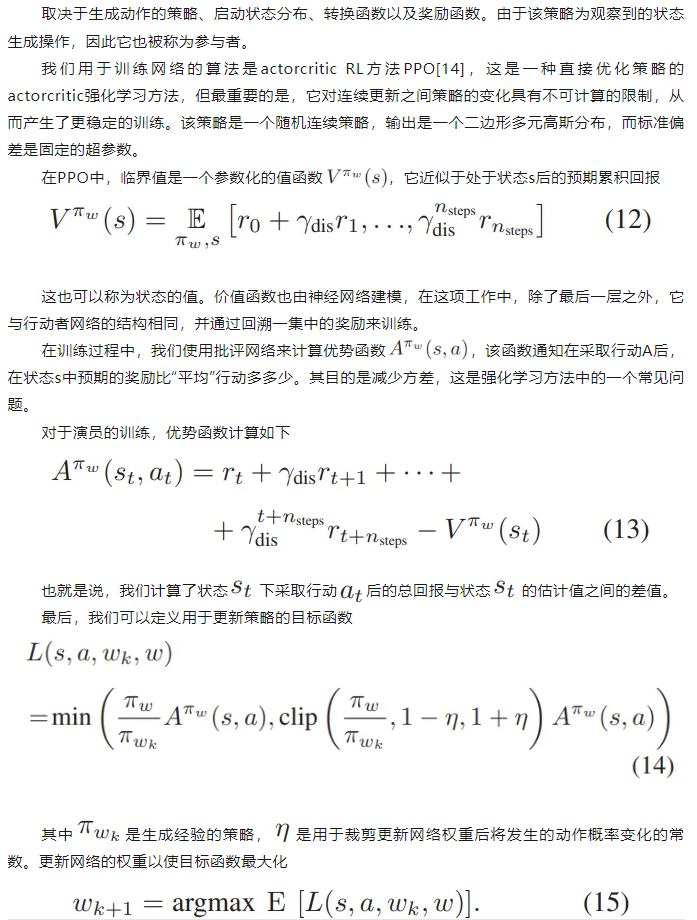 取决于生成动作的策略、启动状态分布、转换函数以及奖励函数。由于该策略为观察到的状态
生成操作，因此它也被称为参与者。
我们用于训练网络的算法是actorcritic RL方法PPO[14]，这是一种直接优化策略的
actorcritic强化学习方法，但最重要的是，它对连续更新之间策略的变化具有不可计算的限制，从
而产生了更稳定的训练。该策略是一个随机连续策略，输出是一个二边形多元高斯分布，而标准偏
差是固定的超参数。
在PPO中，临界值是一个参数化的值函数 $V^{\pi_w}(s)$，它近似于处于状态s后的预期累积回报
$V^{\pi_w}(s) = \underset{\pi_w, s}{\mathbb{E}} \left[ r_0 + \gamma_{\text{dis}} r_1, \ldots, \gamma_{\text{dis}}^{n_{\text{steps}}} r_{n_{\text{steps}}} \right]$ (12)
这也可以称为状态的值。价值函数也由神经网络建模，在这项工作中，除了最后一层之外，它
与行动者网络的结构相同，并通过回溯一集中的奖励来训练。
在训练过程中，我们使用批评网络来计算优势函数 $A^{\pi_w}(s, a)$，该函数通知在采取行动A后，
在状态s中预期的奖励比“平均”行动多多少。其目的是减少方差，这是强化学习方法中的一个常见问
题。
对于演员的训练，优势函数计算如下
$A^{\pi_w}(s_t, a_t) = r_t + \gamma_{\text{dis}} r_{t+1} + \cdots +$
$+ \gamma_{\text{dis}}^{t+n_{\text{steps}}} r_{t+n_{\text{steps}}} - V^{\pi_w}(s_t)$ (13)
也就是说，我们计算了状态 $s_t$ 下采取行动 $a_t$ 后的总回报与状态 $s_t$ 的估计值之间的差值。
最后，我们可以定义用于更新策略的目标函数
$L(s, a, w_k, w)$
$= \min \left( \frac{\pi_w}{\pi_{w_k}} A^{\pi_w}(s, a), \text{clip} \left( \frac{\pi_w}{\pi_{w_k}}, 1 - \eta, 1 + \eta \right) A^{\pi_w}(s, a) \right)$
(14)
其中 $\pi_{w_k}$ 是生成经验的策略， $\eta$ 是用于裁剪更新网络权重后将发生的动作概率变化的常
数。更新网络的权重以使目标函数最大化
$w_{k+1} = \text{argmax } \mathrm{E} \left[ L(s, a, w_k, w) \right].$ (15)